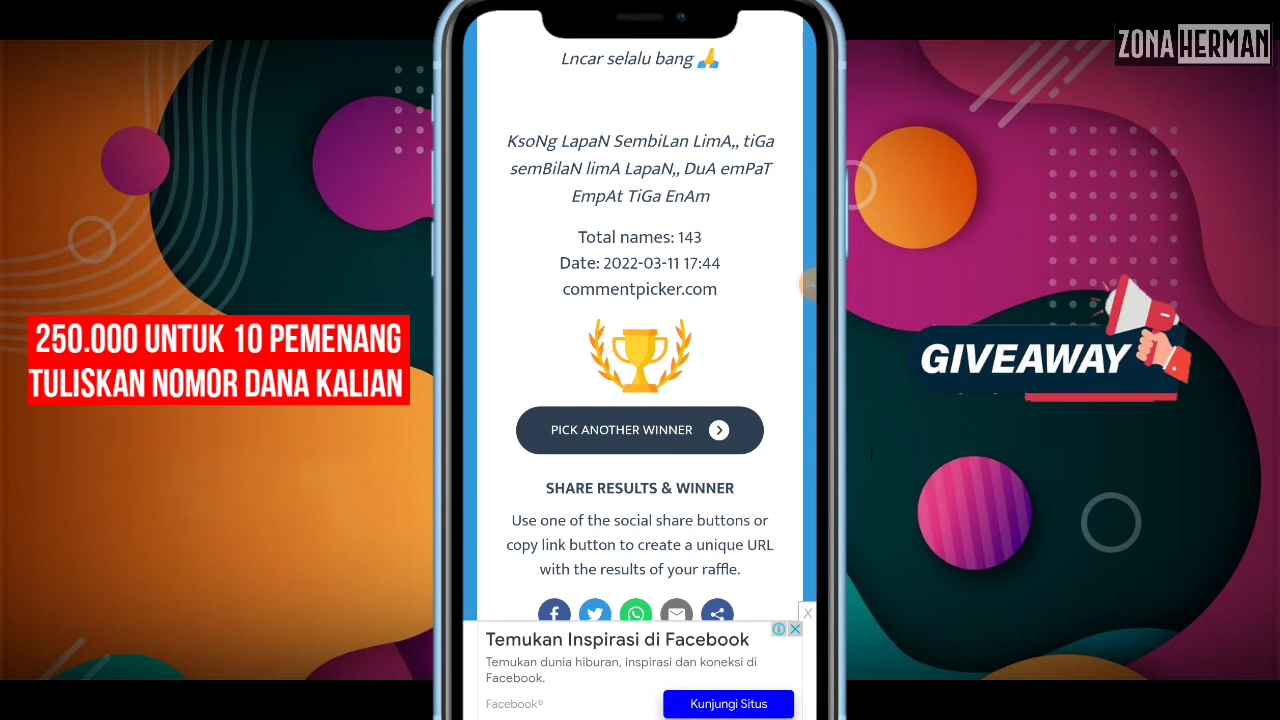 ZONAHERMAN
Lncar selalu bang 🙏
KsoNg LapaN SembiLan LimA,, tiGa
semBilaN limA LapaN,, DuA emPaT
EmpAt TiGa EnAm
Total names: 143
Date: 2022-03-11 17:44
commentpicker.com
250.000 UNTUK 10 PEMENANG
TULISKAN NOMOR DANA KALIAN
GIVEAWAY
PICK ANOTHER WINNER
SHARE RESULTS & WINNER
Use one of the social share buttons or
copy link button to create a unique URL
with the results of your raffle.
X
Temukan Inspirasi di Facebook
Temukan dunia hiburan, inspirasi dan koneksi di
Facebook.
Facebook®
Kunjungi Situs